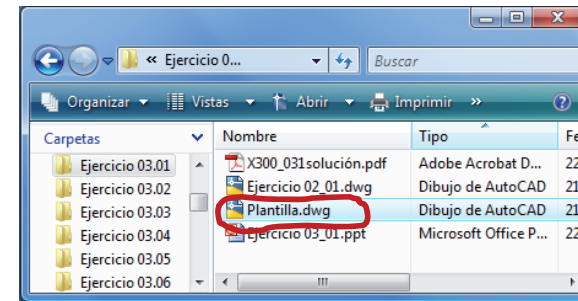 « Ejercicio 0...
Buscar
Organizar Vistas Abrir Imprimir »
Carpetas
Nombre Tipo Fe
Ejercicio 03.01
Ejercicio 03.02
Ejercicio 03.03
Ejercicio 03.04
Ejercicio 03.05
Ejercicio 03.06
X300_031solución.pdf Adobe Acrobat D... 22
Ejercicio 02_01.dwg Dibujo de AutoCAD 21
Plantilla.dwg Dibujo de AutoCAD 21
Ejercicio 03_01.ppt Microsoft Office P... 22